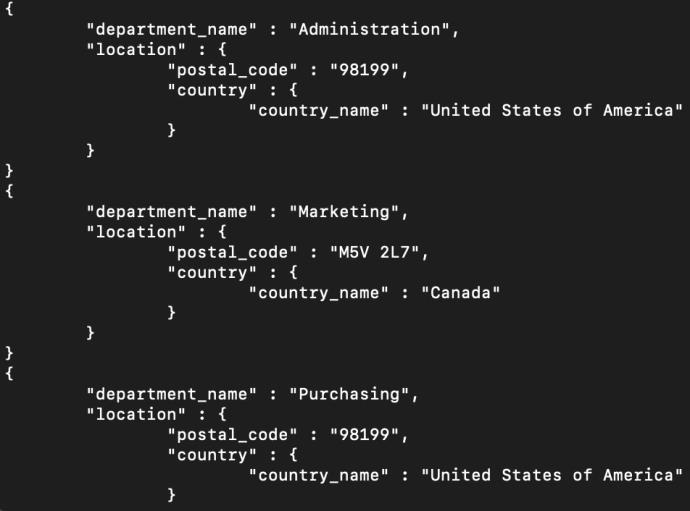 {
        "department_name" : "Administration",
        "location" : {
                "postal_code" : "98199",
                "country" : {
                        "country_name" : "United States of America"
                }
        }
}
{
        "department_name" : "Marketing",
        "location" : {
                "postal_code" : "M5V 2L7",
                "country" : {
                        "country_name" : "Canada"
                }
        }
}
{
        "department_name" : "Purchasing",
        "location" : {
                "postal_code" : "98199",
                "country" : {
                        "country_name" : "United States of America"
                }